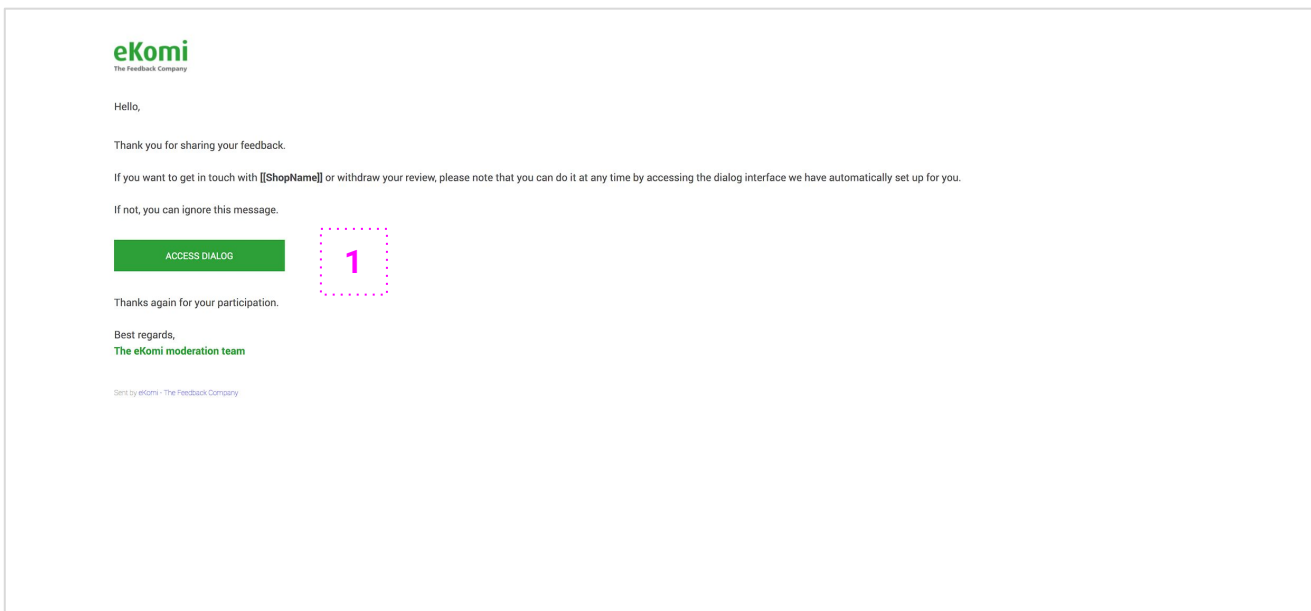 eKomi
The Feedback Company
Hello,
Thank you for sharing your feedback.
If you want to get in touch with [[ShopName]] or withdraw your review, please note that you can do it at any time by accessing the dialog interface we have automatically set up for you.
If not, you can ignore this message.
ACCESS DIALOG
1
Thanks again for your participation.
Best regards,
The eKomi moderation team
Sent by eKomi - The Feedback Company